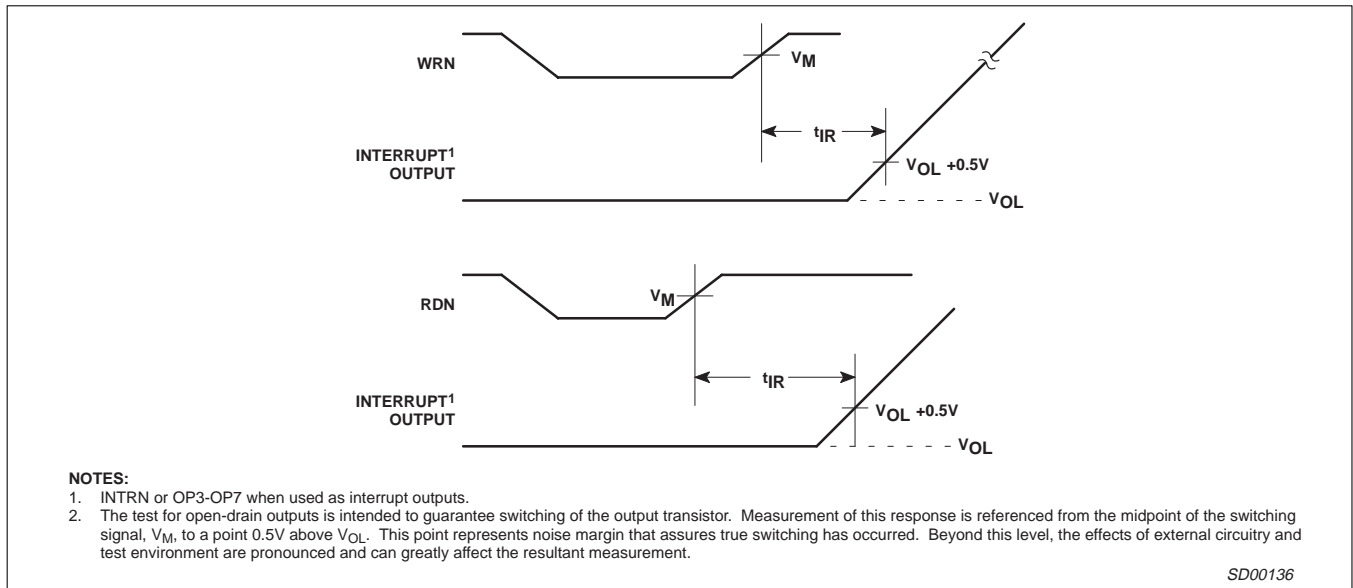 WRN
VM
tIR
INTERRUPT1
OUTPUT
VOL +0.5V
VOL
RDN
VM
tIR
INTERRUPT1
OUTPUT
VOL +0.5V
VOL
NOTES:
1. INTRN or OP3-OP7 when used as interrupt outputs.
2. The test for open-drain outputs is intended to guarantee switching of the output transistor. Measurement of this response is referenced from the midpoint of the switching
signal, VM, to a point 0.5V above VOL. This point represents noise margin that assures true switching has occurred. Beyond this level, the effects of external circuitry and
test environment are pronounced and can greatly affect the resultant measurement.
SD00136